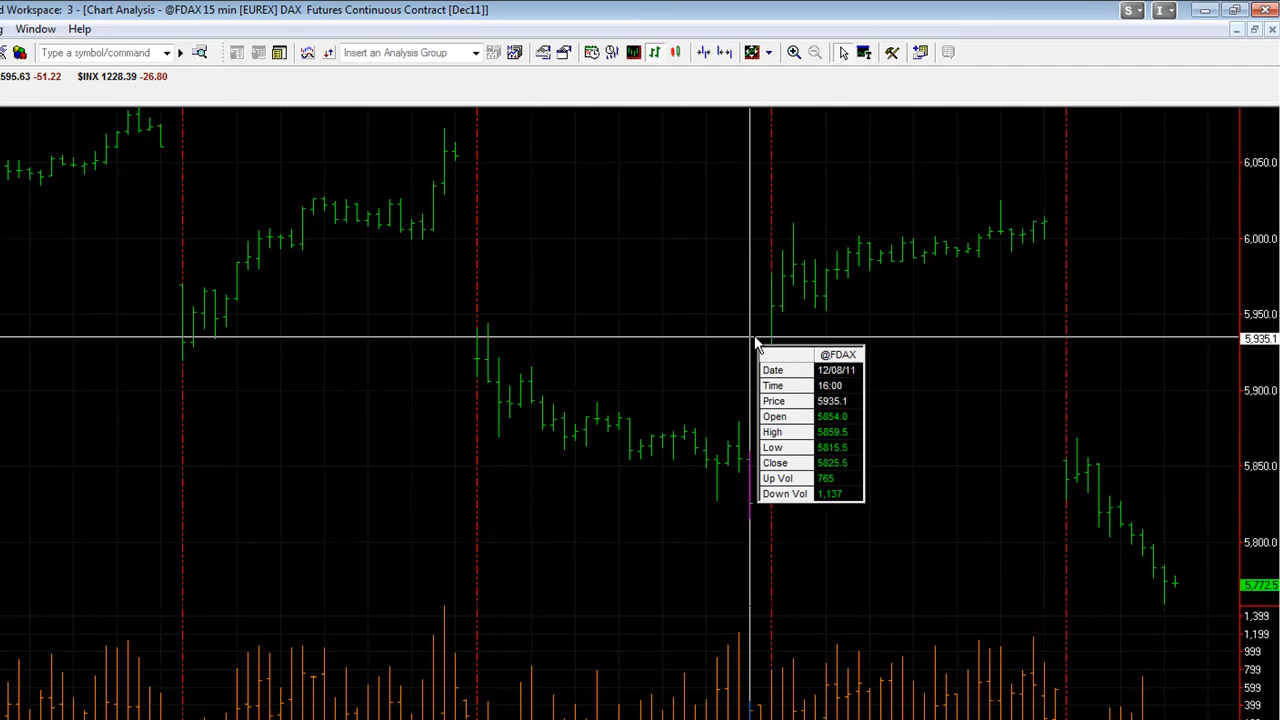 d Workspace: 3 - [Chart Analysis - @FDAX 15 min [EUREX] DAX Futures Continuous Contract [Dec11]]
S I
Window Help
Type a symbol/command Insert an Analysis Group
595.63 -51.22 $INX 1228.39 -26.80
6,050.0
6,000.0
5,950.0
5,935.1
@FDAX
Date 12/08/11
Time 16:00
Price 5935.1
Open 5854.0
High 5859.5
Low 5815.5
Close 5825.5
Up Vol 765
Down Vol 1,137
5,900.0
5,850.0
5,800.0
5,772.5
1,399
1,199
999
799
599
399